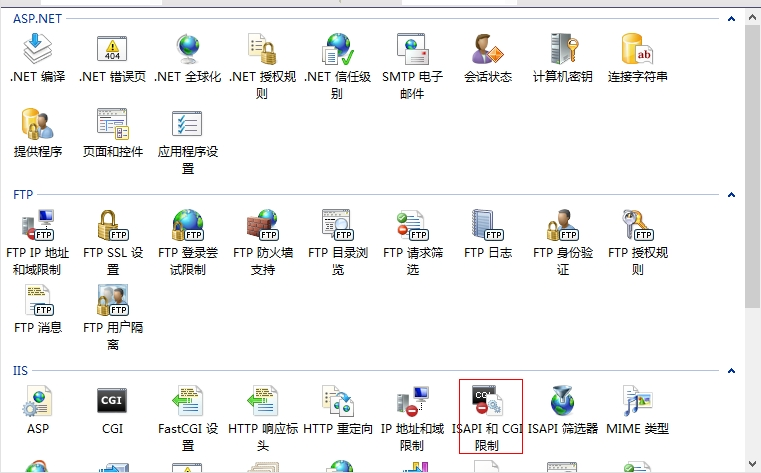 ASP.NET
.NET 编译
.NET 错误页
.NET 全球化
.NET 授权规
则
.NET 信任级
别
SMTP 电子
邮件
会话状态
计算机密钥
连接字符串
提供程序
页面和控件
应用程序设
置
FTP
FTP IP 地址
和域限制
FTP SSL 设
置
FTP 登录尝
试限制
FTP 防火墙
支持
FTP 目录浏
览
FTP 请求筛
选
FTP 日志
FTP 身份验
证
FTP 授权规
则
FTP 消息
FTP 用户隔
离
IIS
ASP
CGI
FastCGI 设
置
HTTP 响应标
头
HTTP 重定向
IP 地址和域
限制
ISAPI 和 CGI
限制
ISAPI 筛选器
MIME 类型